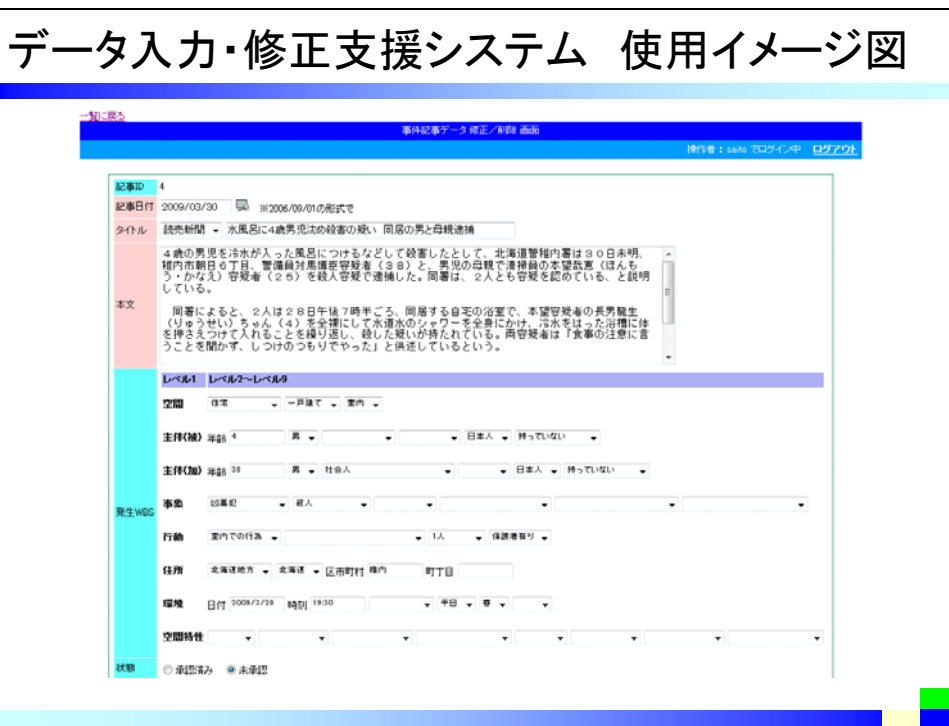 データ入力・修正支援システム　使用イメージ図
一覧に戻る
事件記事データ 修正／削除 画面
操作者：saito でログイン中　ログアウト
記事ID　4
記事日付　2009/03/30　※2006/09/01の形式で
タイトル　読売新聞　水風呂に4歳男児沈め殺害の疑い 同居の男と母親逮捕
本文
４歳の男児を冷水が入った風呂につけるなどして殺害したとして、北海道警稚内署は３０日未明、
稚内市朝日６丁目、警備員対馬　容疑者（３８）と、男児の母親で清掃員の本望　（ほんも
う・かなえ）容疑者（２５）を殺人容疑で逮捕した。同署は、２人とも容疑を認めている、と説明
している。
同署によると、２人は２８日午後７時半ごろ、同居する自宅の浴室で、本望容疑者の長男龍生
（りゅうせい）ちゃん（４）を全裸にして水道水のシャワーを全身にかけ、冷水をはった浴槽に体
を押さえつけて入れることを繰り返し、殺した疑いが持たれている。両容疑者は「食事の注意に言
うことを聞かず、しつけのつもりでやった」と供述しているという。
発生WBS
レベル1　レベル2～レベル9
空間　住宅　一戸建て　室内
主体(被)　年齢 4　男　日本人　持っていない
主体(加)　年齢 38　男　社会人　日本人　持っていない
事象　凶悪犯　殺人
行動　室内での行為　1人　保護者有り
住所　北海道地方　北海道　区市町村　稚内　町丁目
環境　日付 2009/3/28　時刻 19:30　平日　春
空間特性
状態　承認済み　未承認